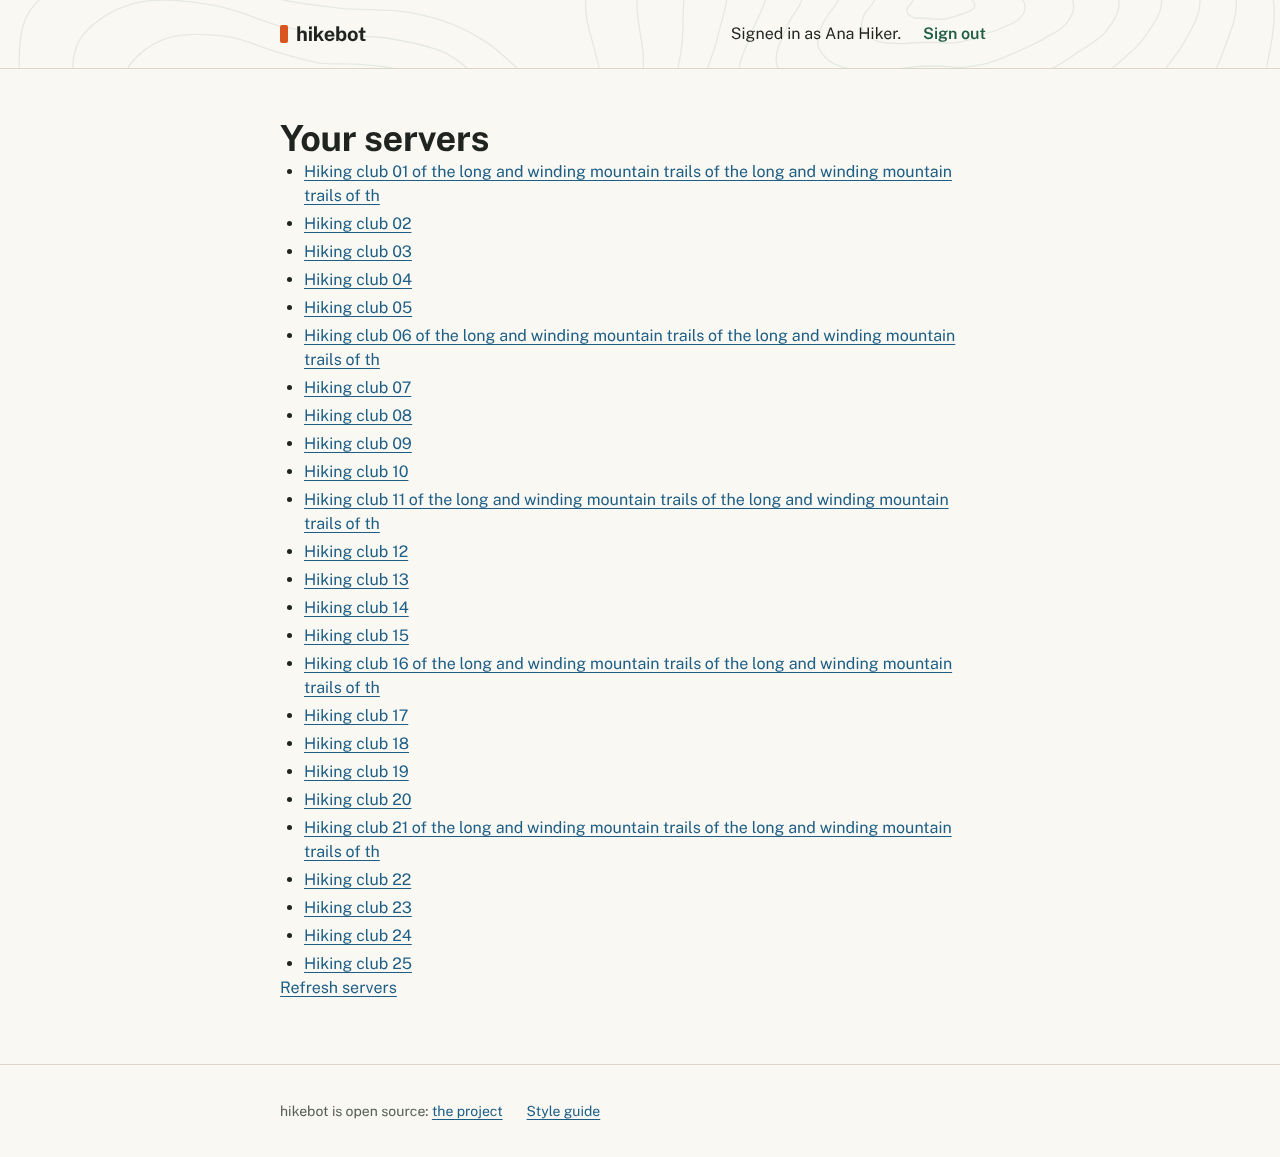 hikebot
Signed in as Ana Hiker.
Sign out
Your servers
Hiking club 01 of the long and winding mountain trails of the long and winding mountain
trails of th
Hiking club 02
Hiking club 03
Hiking club 04
Hiking club 05
Hiking club 06 of the long and winding mountain trails of the long and winding mountain
trails of th
Hiking club 07
Hiking club 08
Hiking club 09
Hiking club 10
Hiking club 11 of the long and winding mountain trails of the long and winding mountain
trails of th
Hiking club 12
Hiking club 13
Hiking club 14
Hiking club 15
Hiking club 16 of the long and winding mountain trails of the long and winding mountain
trails of th
Hiking club 17
Hiking club 18
Hiking club 19
Hiking club 20
Hiking club 21 of the long and winding mountain trails of the long and winding mountain
trails of th
Hiking club 22
Hiking club 23
Hiking club 24
Hiking club 25
Refresh servers
hikebot is open source: the project
Style guide